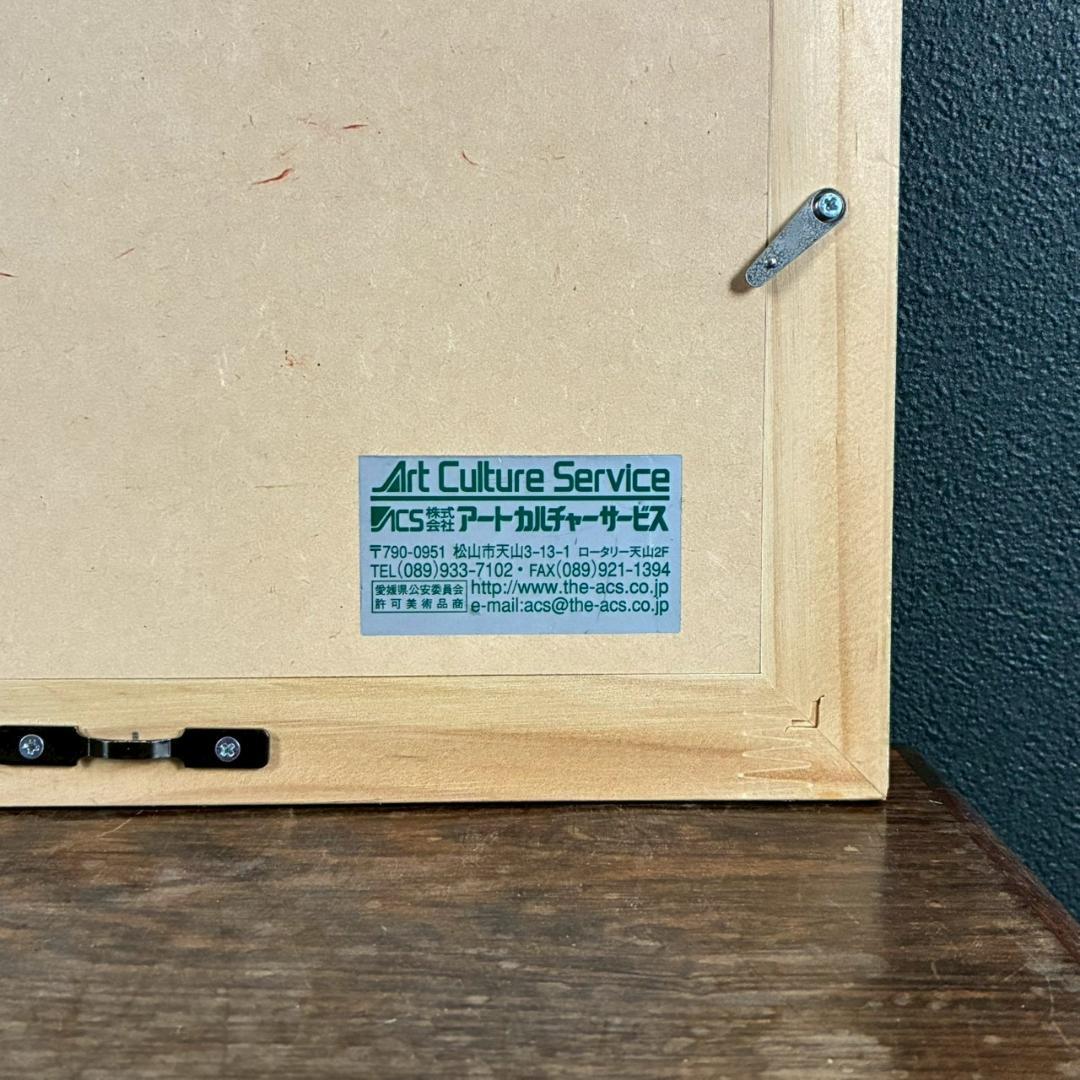 Art Culture Service
ACS 株式会社 アートカルチャーサービス
〒790-0951 松山市天山3-13-1 ロータリー天山2F
TEL(089)933-7102・FAX(089)921-1394
愛媛県公安委員会 http://www.the-acs.co.jp
許可美術品商 e-mail:acs@the-acs.co.jp